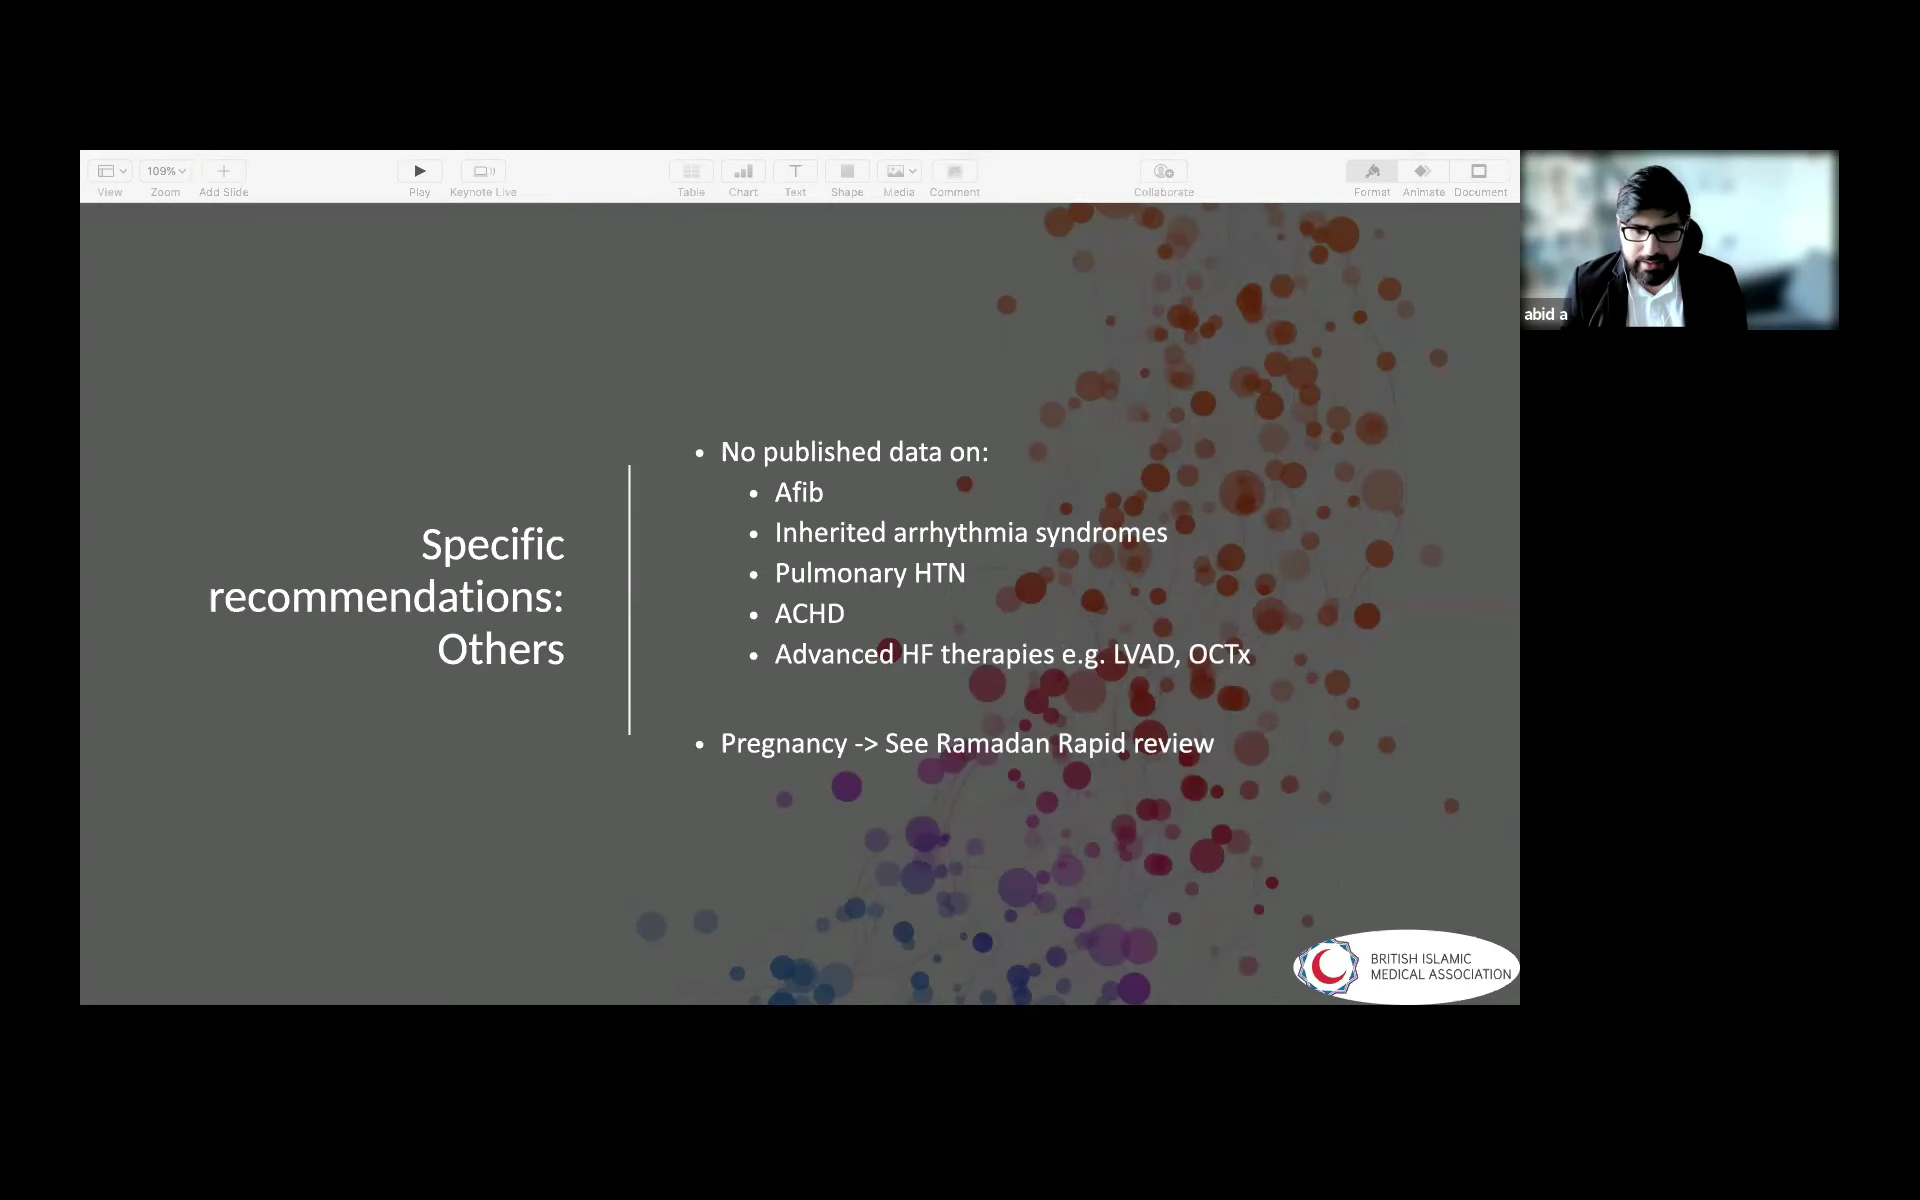 109%
View
Zoom
Add Slide
Play
Keynote Live
Table
Chart
Text
Shape
Media
Comment
Collaborate
Format
Animate
Document
abid a
Specific
recommendations:
Others
• No published data on:
• Afib
• Inherited arrhythmia syndromes
• Pulmonary HTN
• ACHD
• Advanced HF therapies e.g. LVAD, OCTx
• Pregnancy -> See Ramadan Rapid review
BRITISH ISLAMIC
MEDICAL ASSOCIATION